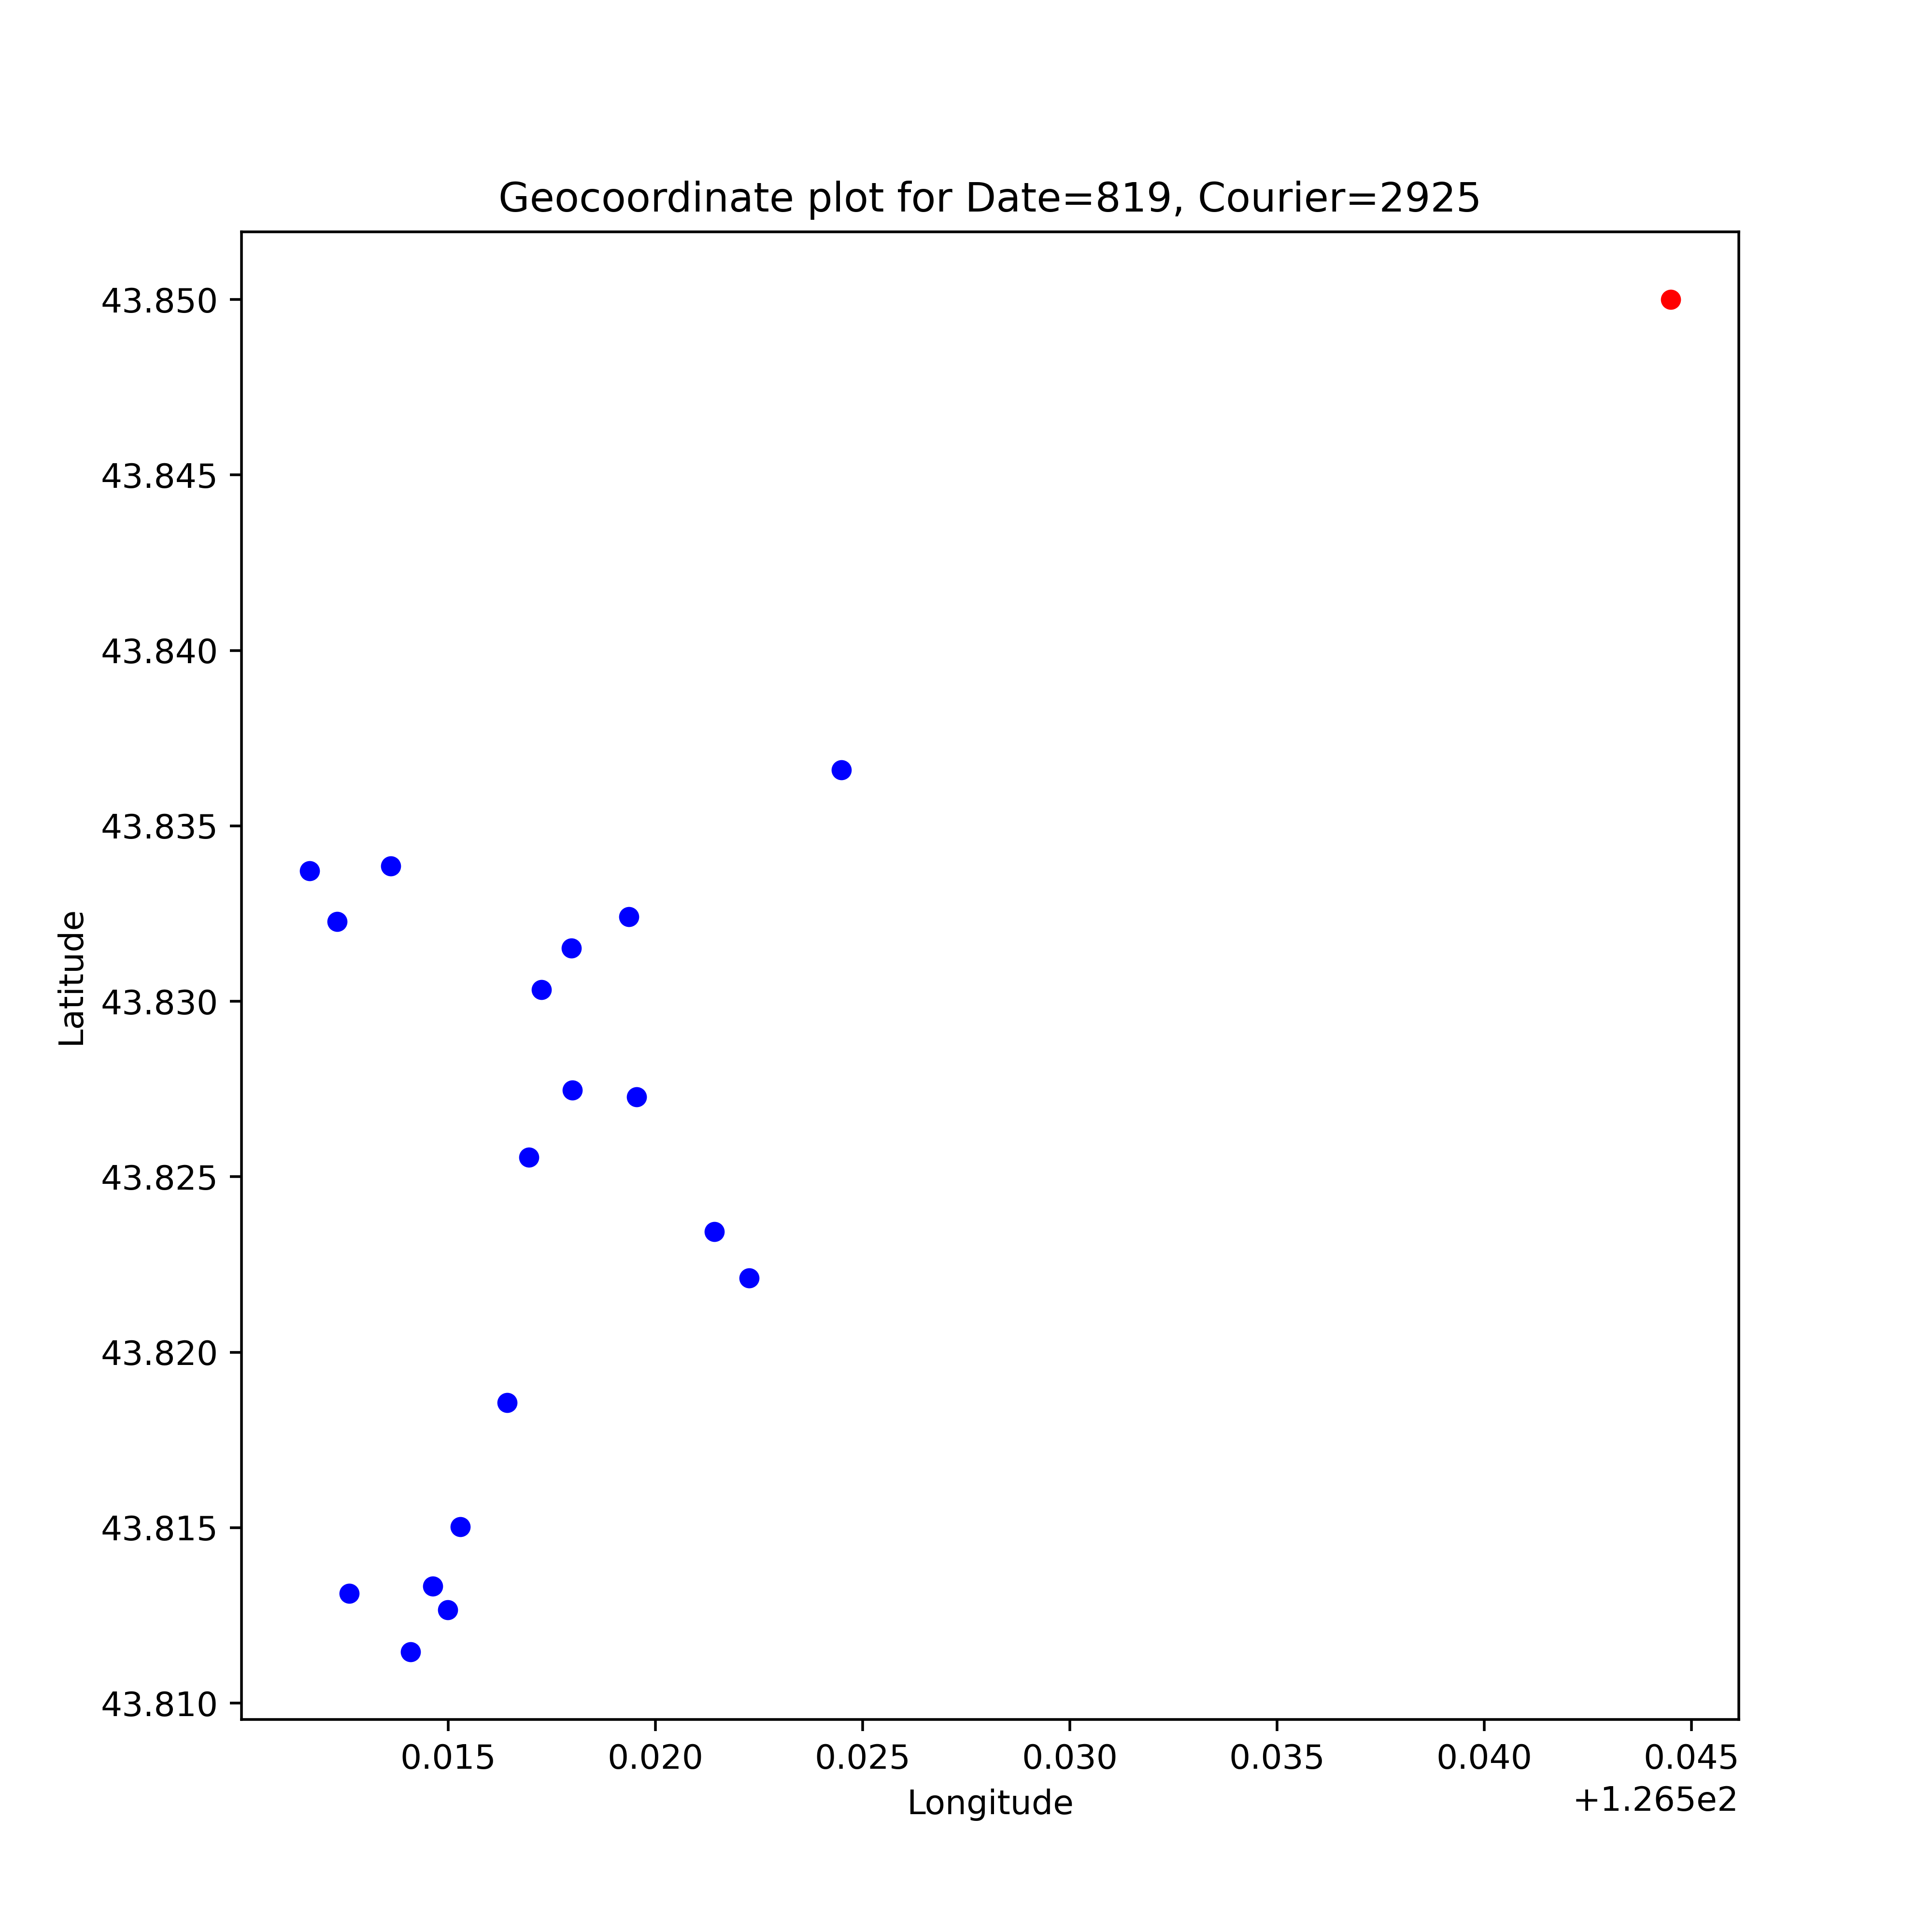 Geocoordinate plot for Date=819, Courier=2925
43.850
43.845
43.840
43.835
43.830
43.825
43.820
43.815
43.810
Latitude
0.015 0.020 0.025 0.030 0.035 0.040 0.045
+1.265e2
Longitude